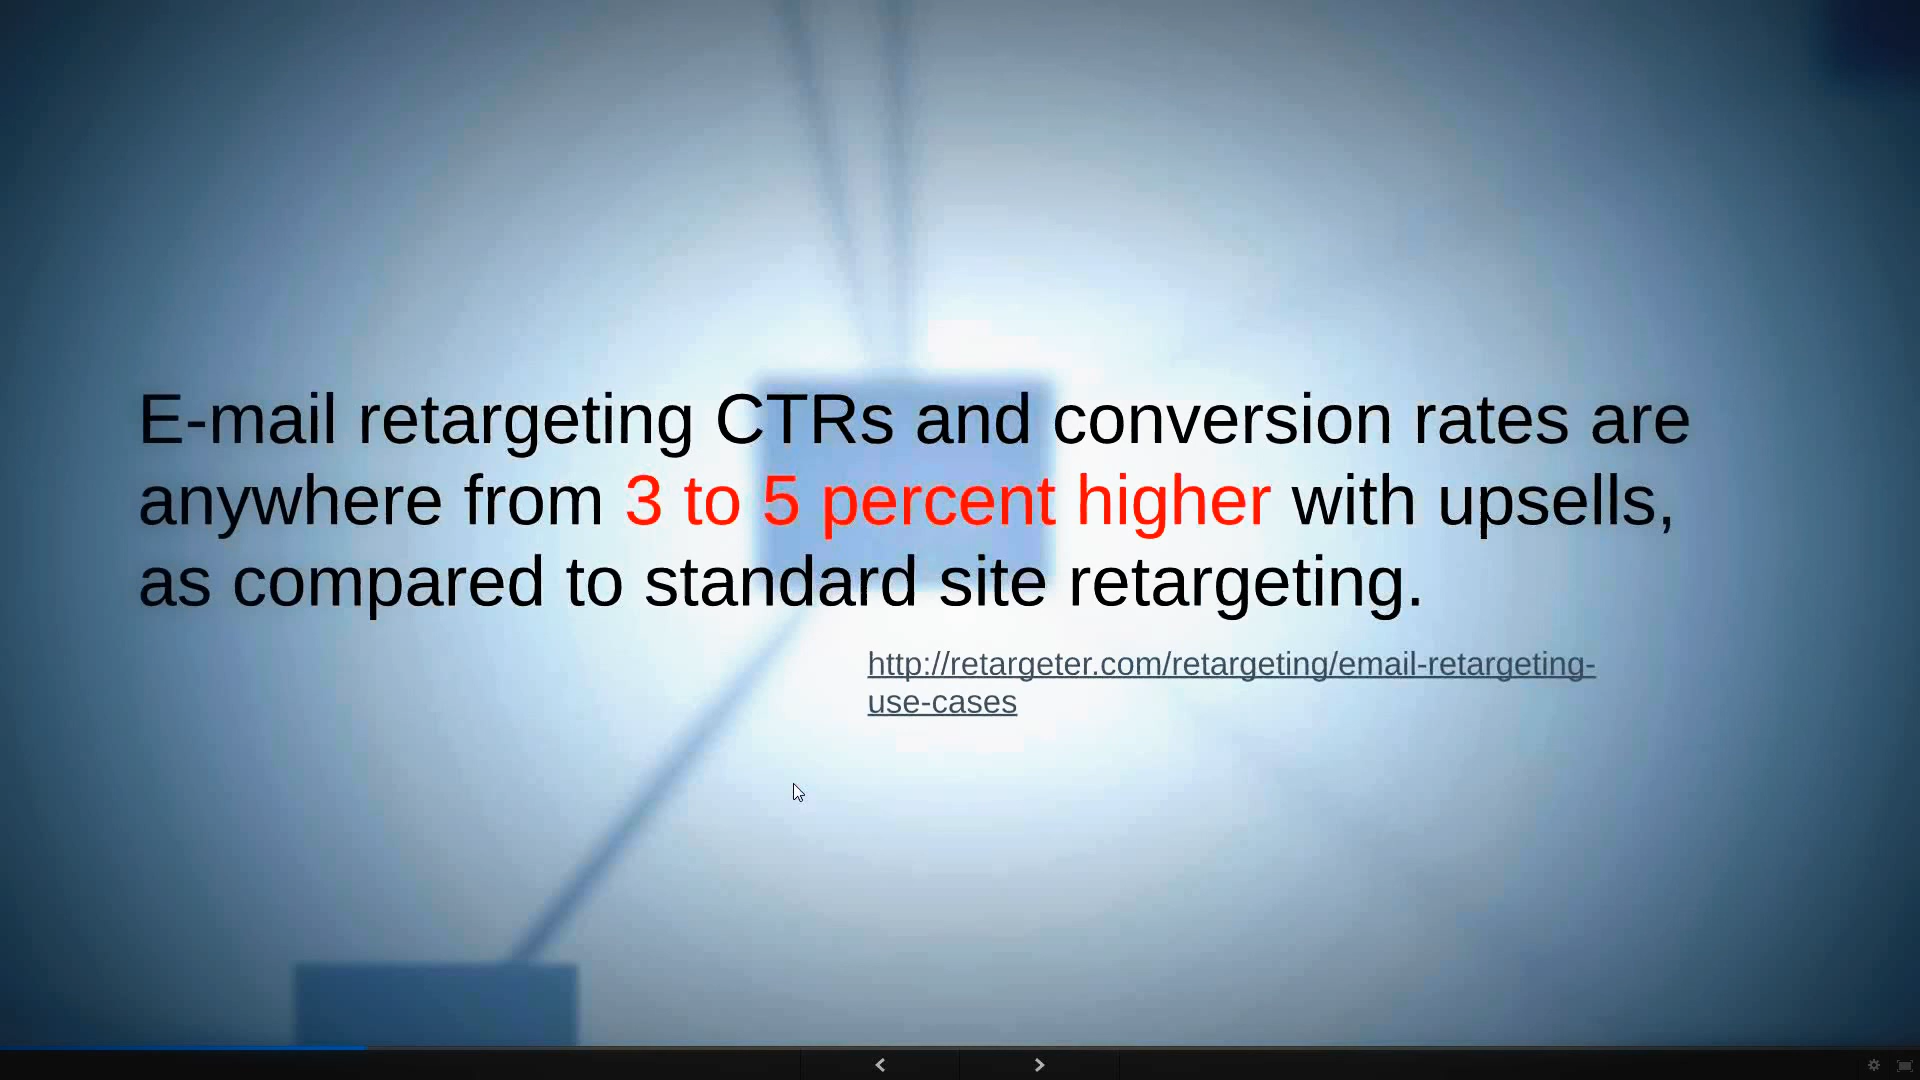 E-mail retargeting CTRs and conversion rates are
anywhere from 3 to 5 percent higher with upsells,
as compared to standard site retargeting.
http://retargeter.com/retargeting/email-retargeting-
use-cases